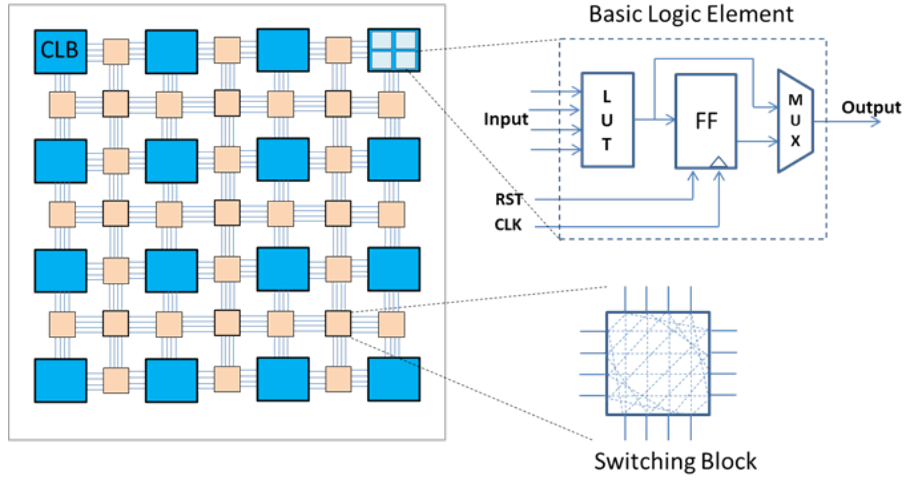 Basic Logic Element
CLB
Input
L
U
T
FF
M
U
X
Output
RST
CLK
Switching Block